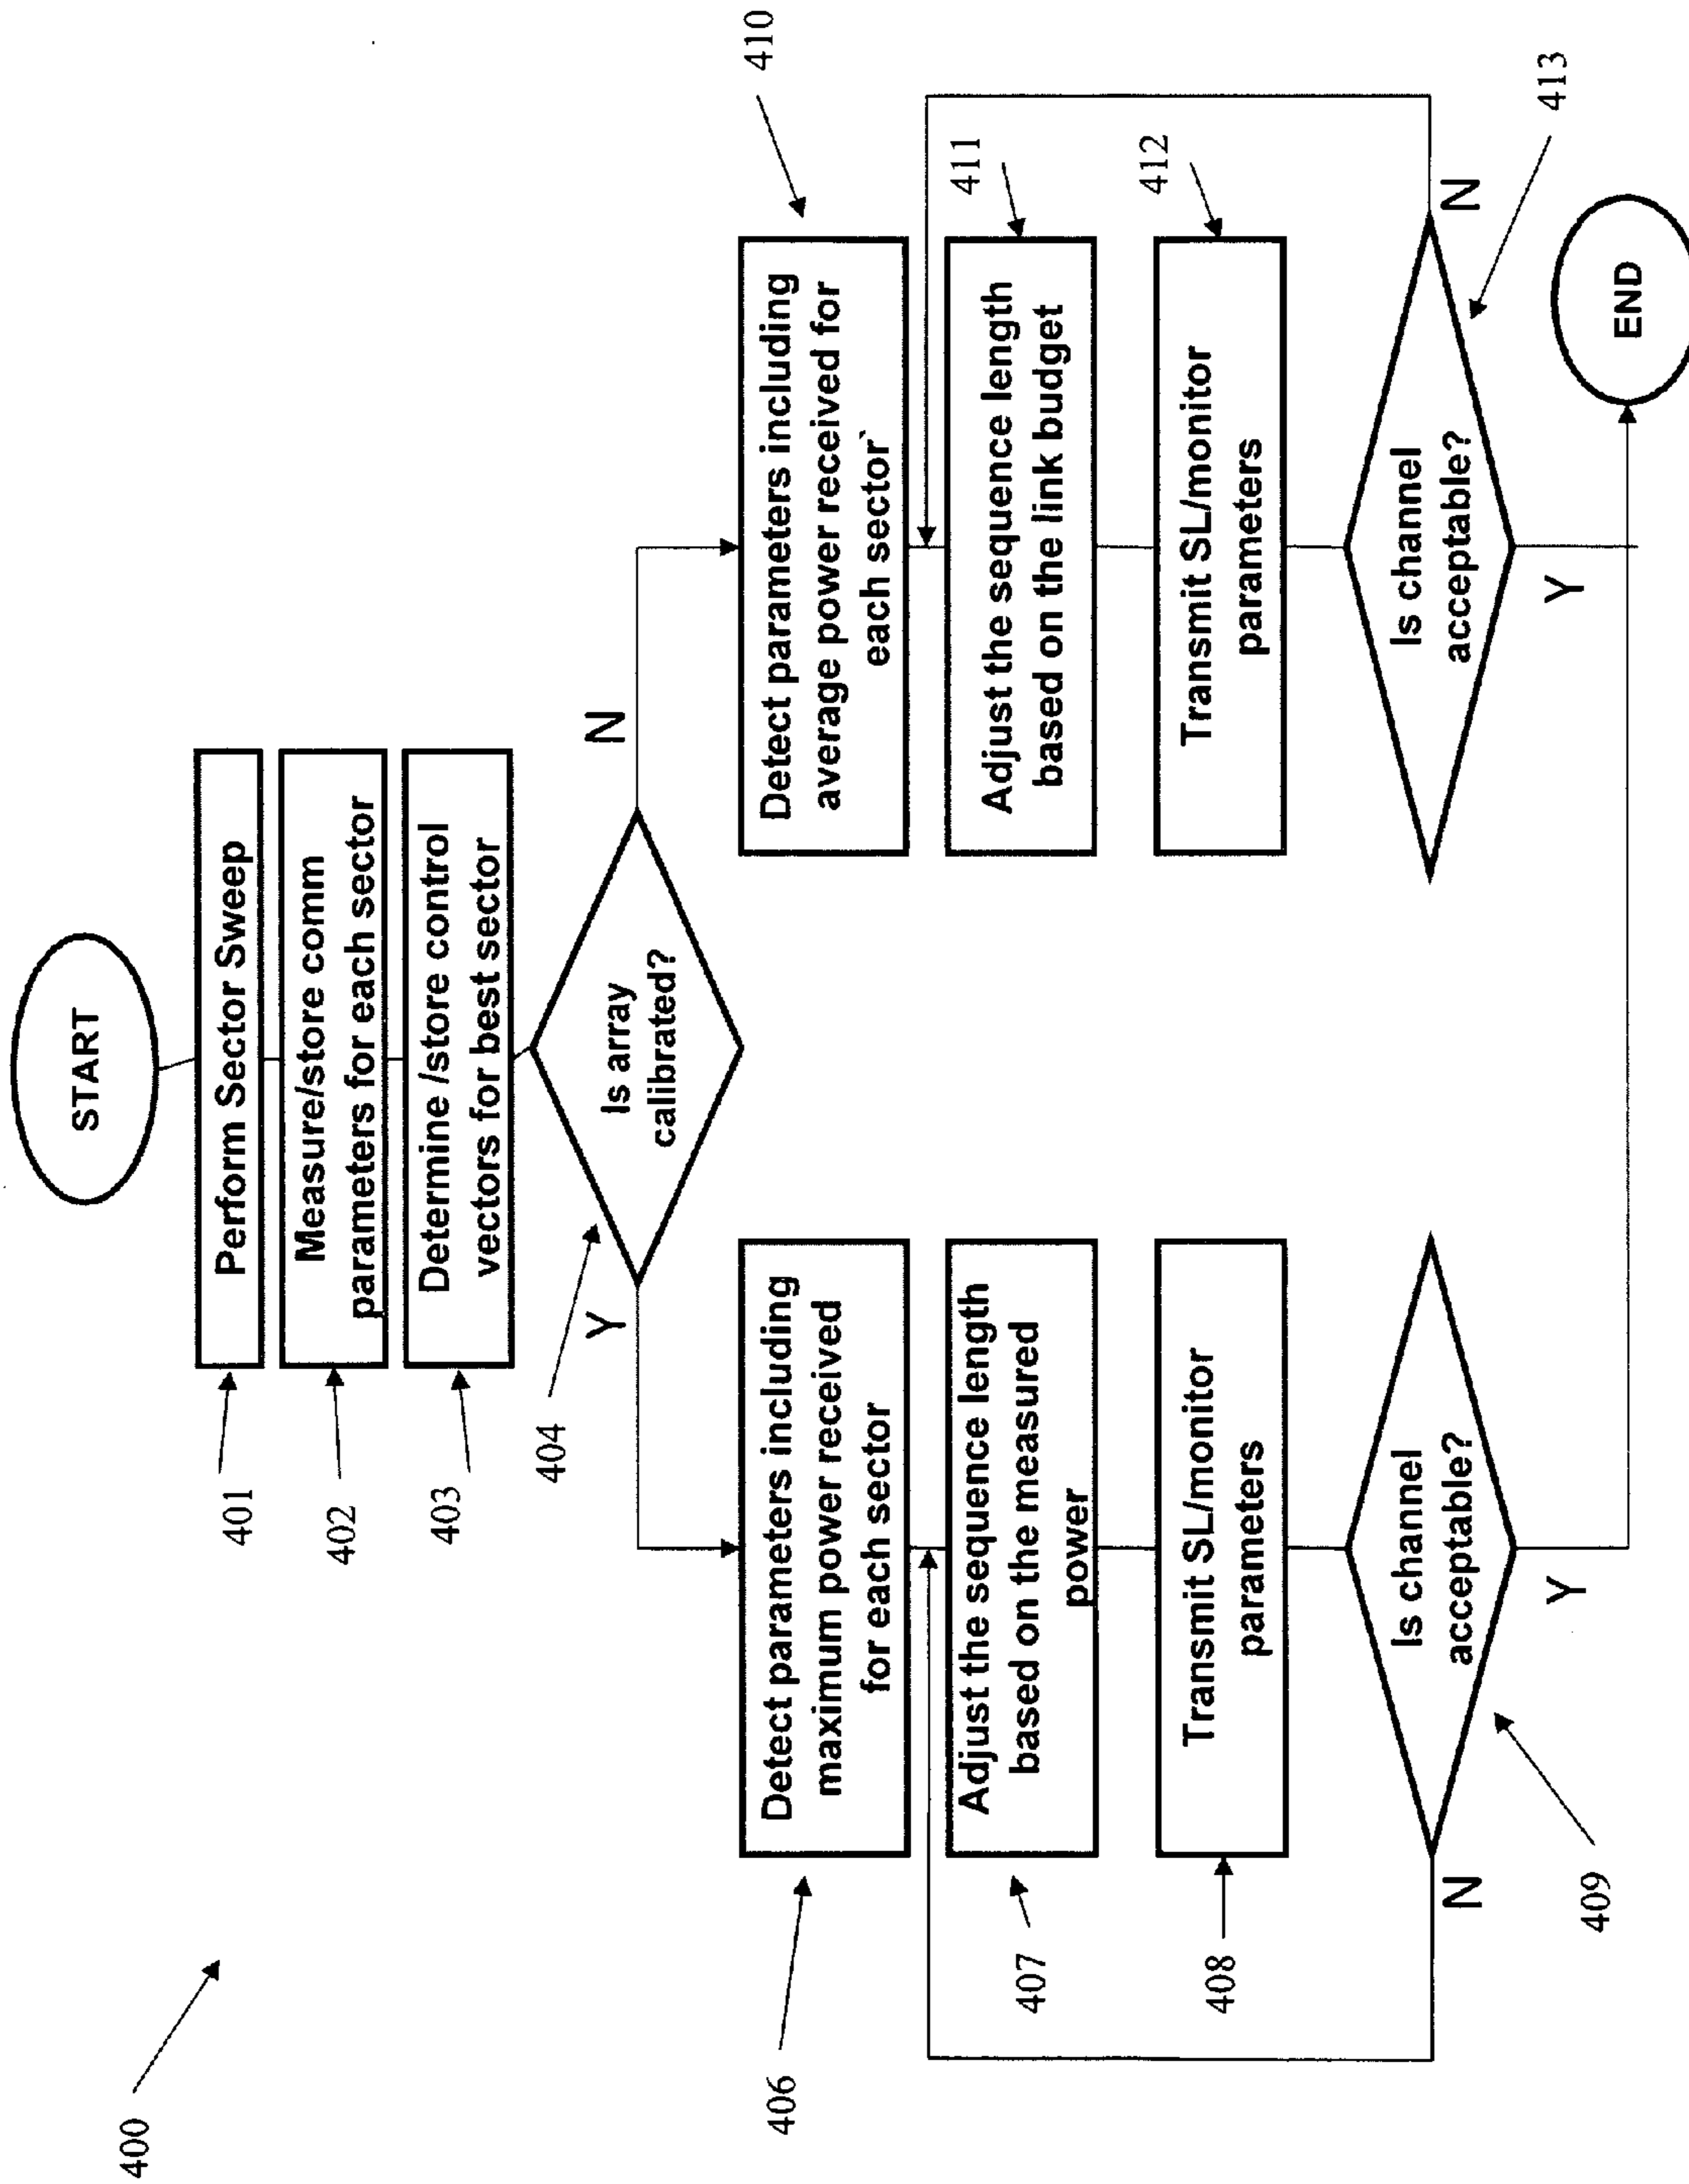 400
START
401
Perform Sector Sweep
402
Measure/store comm
parameters for each sector
403
Determine /store control
vectors for best sector
404
Is array
calibrated?
Y
N
406
Detect parameters including
maximum power received
for each sector
407
Adjust the sequence length
based on the measured
power
408
Transmit SL/monitor
parameters
409
Is channel
acceptable?
N
Y
410
Detect parameters including
average power received for
each sector`
411
Adjust the sequence length
based on the link budget
412
Transmit SL/monitor
parameters
413
Is channel
acceptable?
N
Y
END